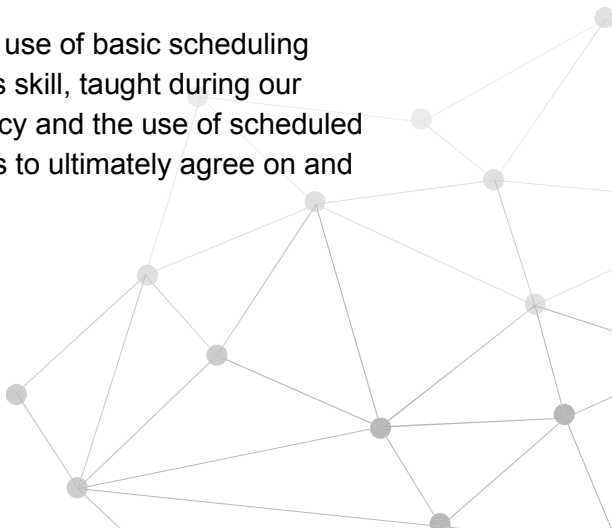 use of basic scheduling
s skill, taught during our
cy and the use of scheduled
s to ultimately agree on and